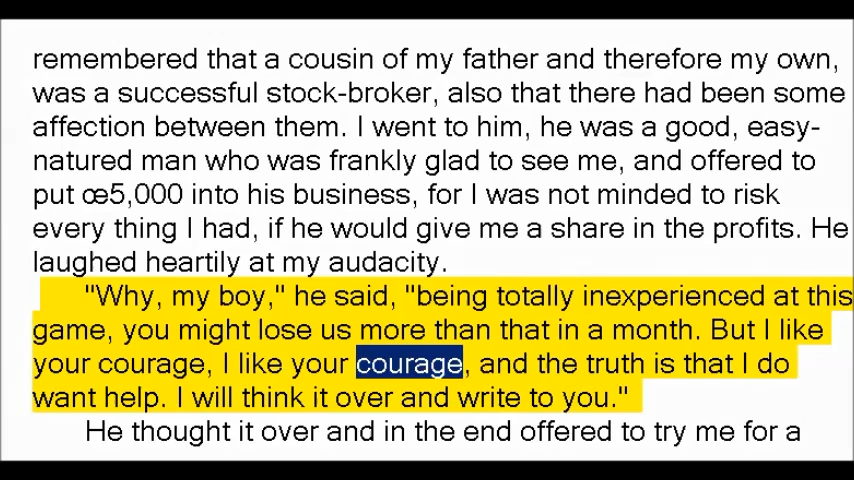 remembered that a cousin of my father and therefore my own,
was a successful stock-broker, also that there had been some
affection between them. I went to him, he was a good, easy-
natured man who was frankly glad to see me, and offered to
put œ5,000 into his business, for I was not minded to risk
every thing I had, if he would give me a share in the profits. He
laughed heartily at my audacity.
"Why, my boy," he said, "being totally inexperienced at this
game, you might lose us more than that in a month. But I like
your courage, I like your courage, and the truth is that I do
want help. I will think it over and write to you."
He thought it over and in the end offered to try me for a